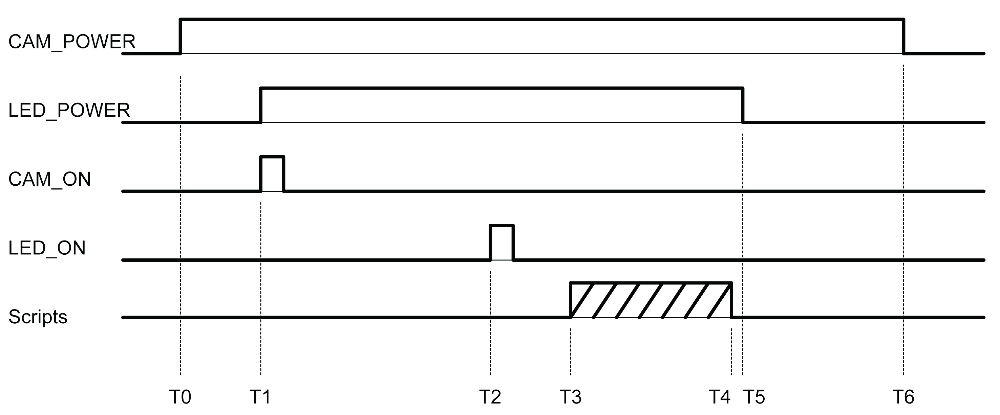 CAM_POWER
LED_POWER
CAM_ON
LED_ON
Scripts
T0 T1 T2 T3 T4 T5 T6